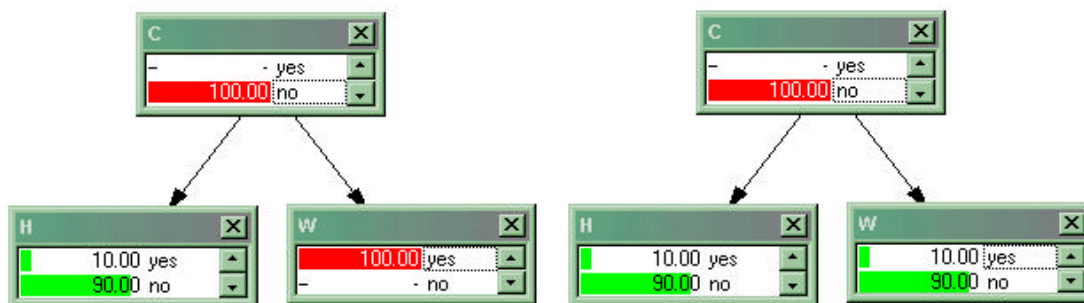 C
- - yes
100.00 no
C
- - yes
100.00 no
H
10.00 yes
90.00 no
W
100.00 yes
- - no
H
10.00 yes
90.00 no
W
10.00 yes
90.00 no